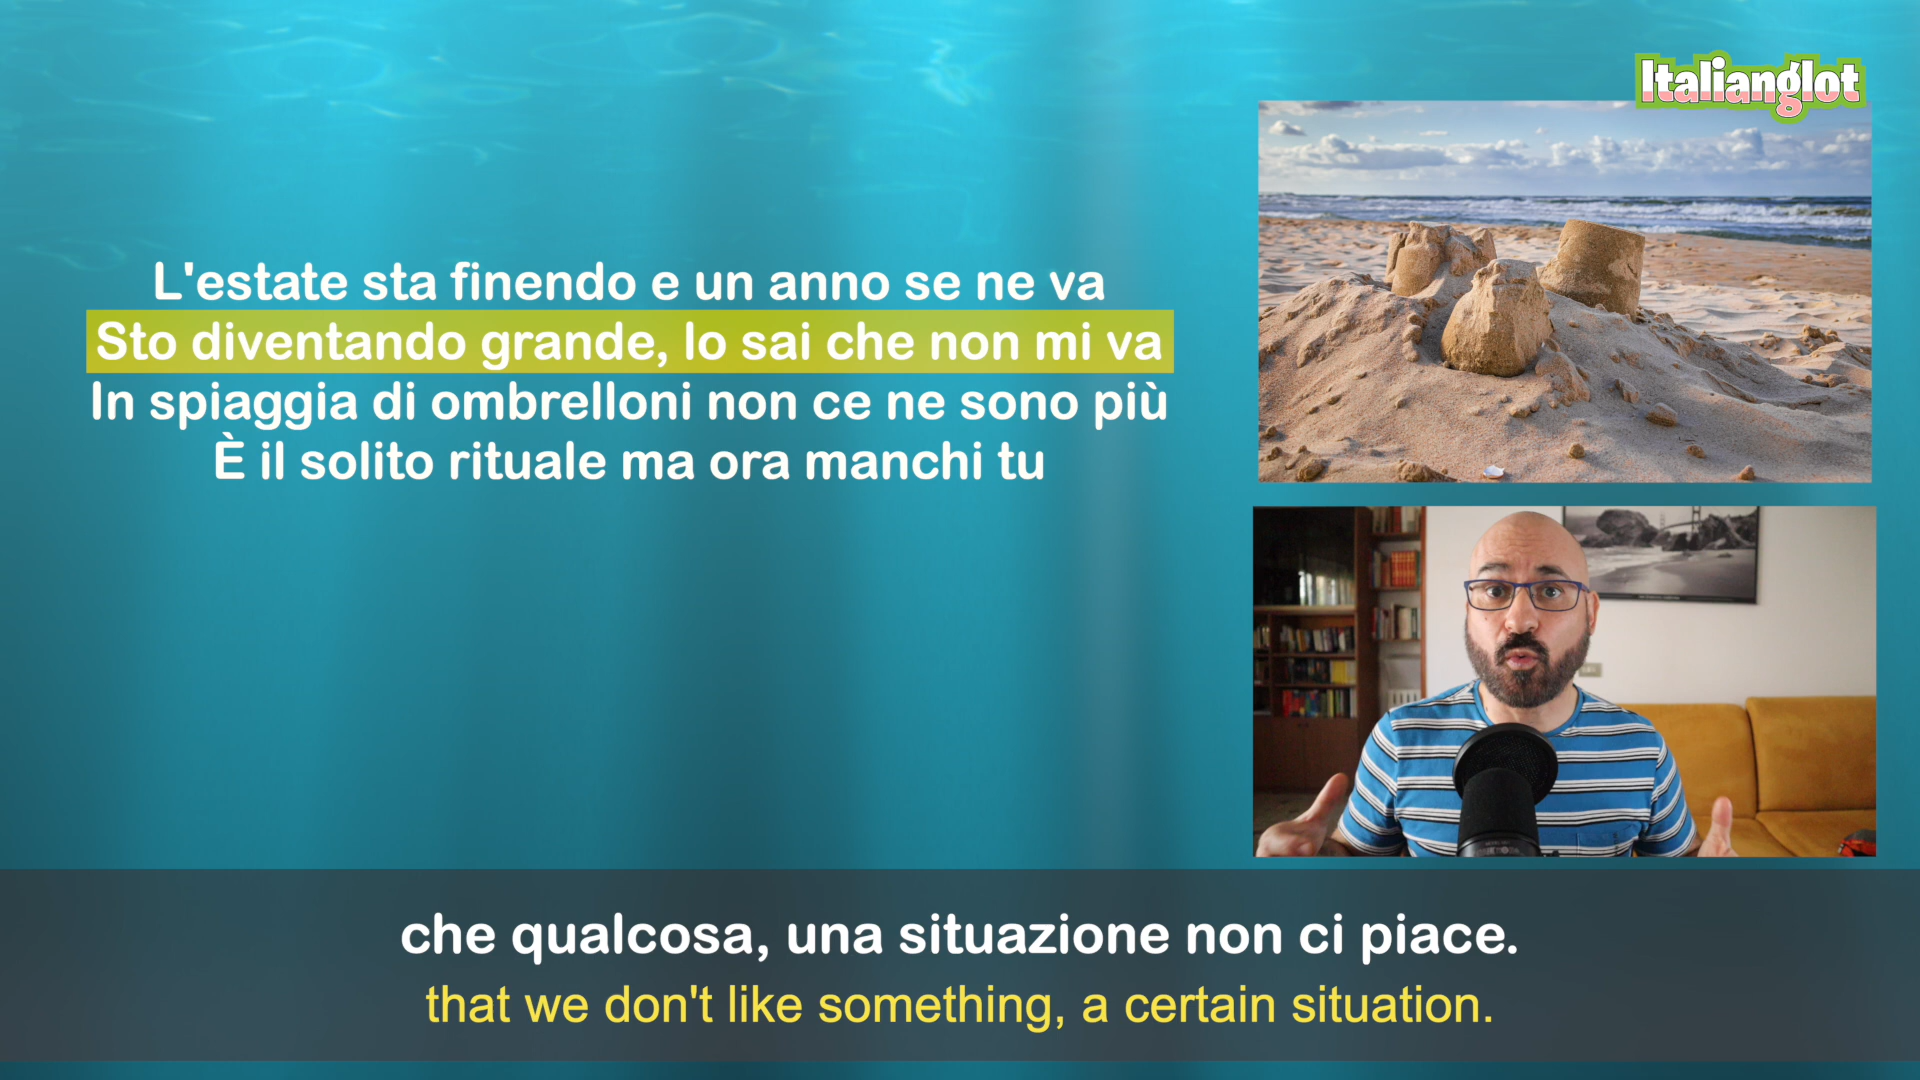 Italianglot
L'estate sta finendo e un anno se ne va
Sto diventando grande, lo sai che non mi va
In spiaggia di ombrelloni non ce ne sono più
È il solito rituale ma ora manchi tu
che qualcosa, una situazione non ci piace.
that we don't like something, a certain situation.